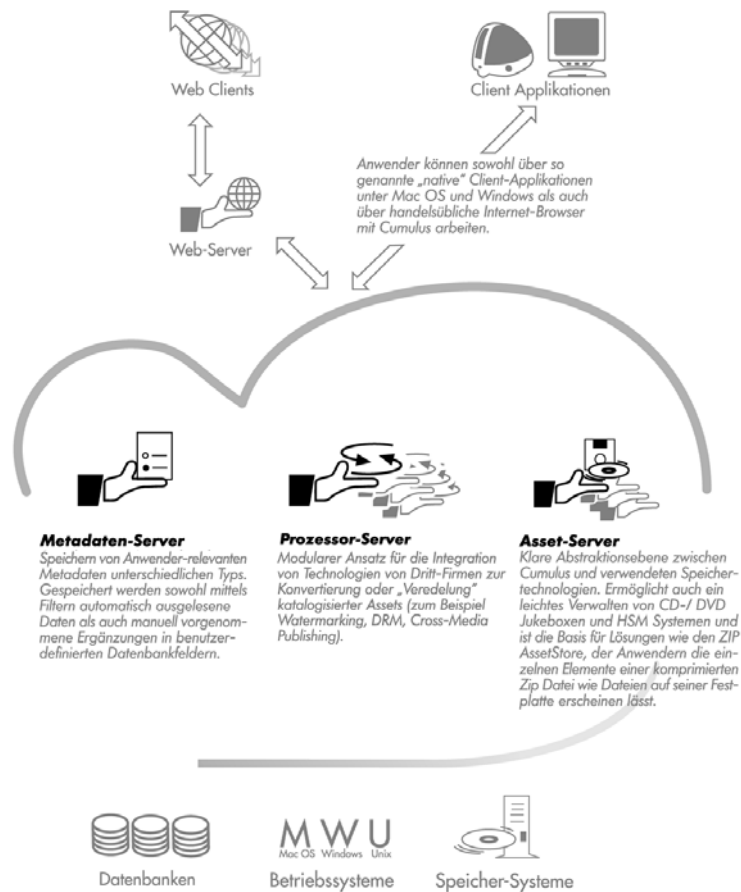 Web Clients
Client Applikationen
Anwender können sowohl über so
genannte „native" Client-Applikationen
unter Mac OS und Windows als auch
über handelsübliche Internet-Browser
mit Cumulus arbeiten.
Web-Server
Metadaten-Server
Speichern von Anwender-relevanten
Metadaten unterschiedlichen Typs.
Gespeichert werden sowohl mittels
Filtern automatisch ausgelesene
Daten als auch manuell vorgenom-
mene Ergänzungen in benutzer-
definierten Datenbankfeldern.
Prozessor-Server
Modularer Ansatz für die Integration
von Technologien von Dritt-Firmen zur
Konvertierung oder „Veredelung"
katalogisierter Assets (zum Beispiel
Watermarking, DRM, Cross-Media
Publishing).
Asset-Server
Klare Abstraktionsebene zwischen
Cumulus und verwendeten Speicher-
technologien. Ermöglicht auch ein
leichtes Verwalten von CD-/ DVD
Jukeboxen und HSM Systemen und
ist die Basis für Lösungen wie den ZIP
AssetStore, der Anwendern die ein-
zelnen Elemente einer komprimierten
Zip Datei wie Dateien auf seiner Fest-
platte erscheinen lässt.
M W U
Mac OS Windows Unix
Datenbanken
Betriebssysteme
Speicher-Systeme